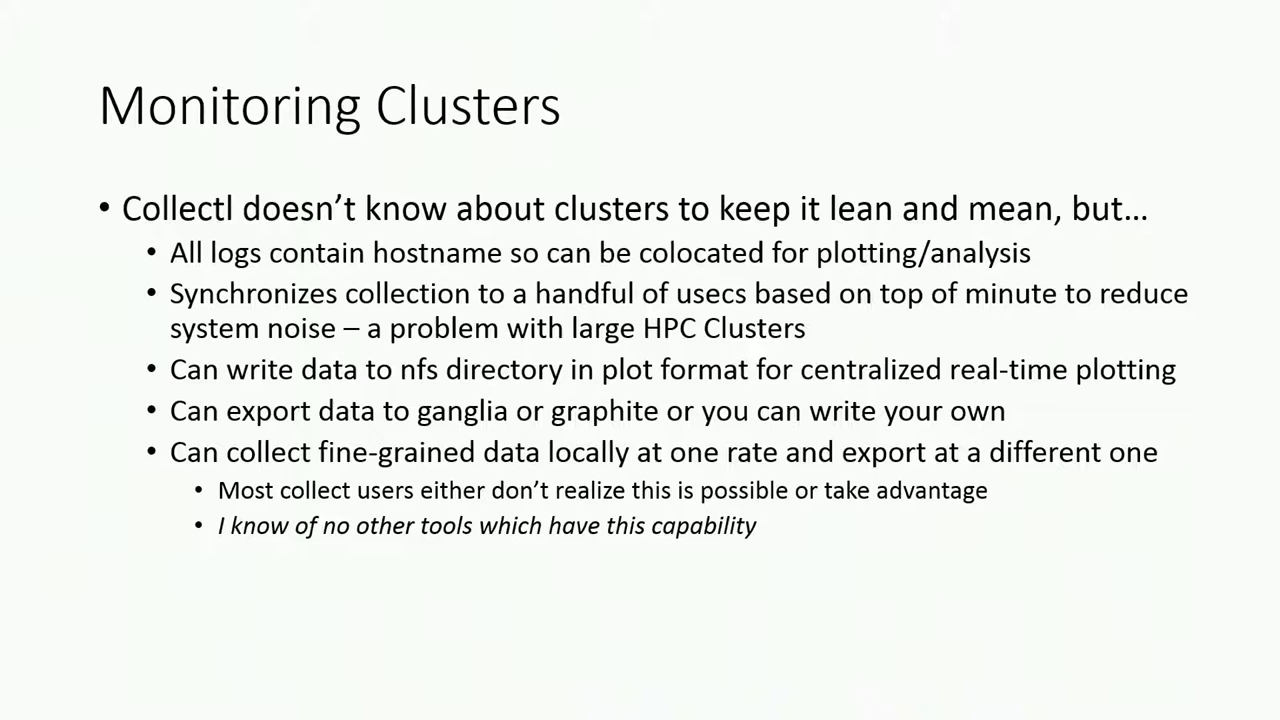 Monitoring Clusters
• Collectl doesn't know about clusters to keep it lean and mean, but…
• All logs contain hostname so can be colocated for plotting/analysis
• Synchronizes collection to a handful of usecs based on top of minute to reduce
system noise – a problem with large HPC Clusters
• Can write data to nfs directory in plot format for centralized real-time plotting
• Can export data to ganglia or graphite or you can write your own
• Can collect fine-grained data locally at one rate and export at a different one
• Most collect users either don't realize this is possible or take advantage
• I know of no other tools which have this capability